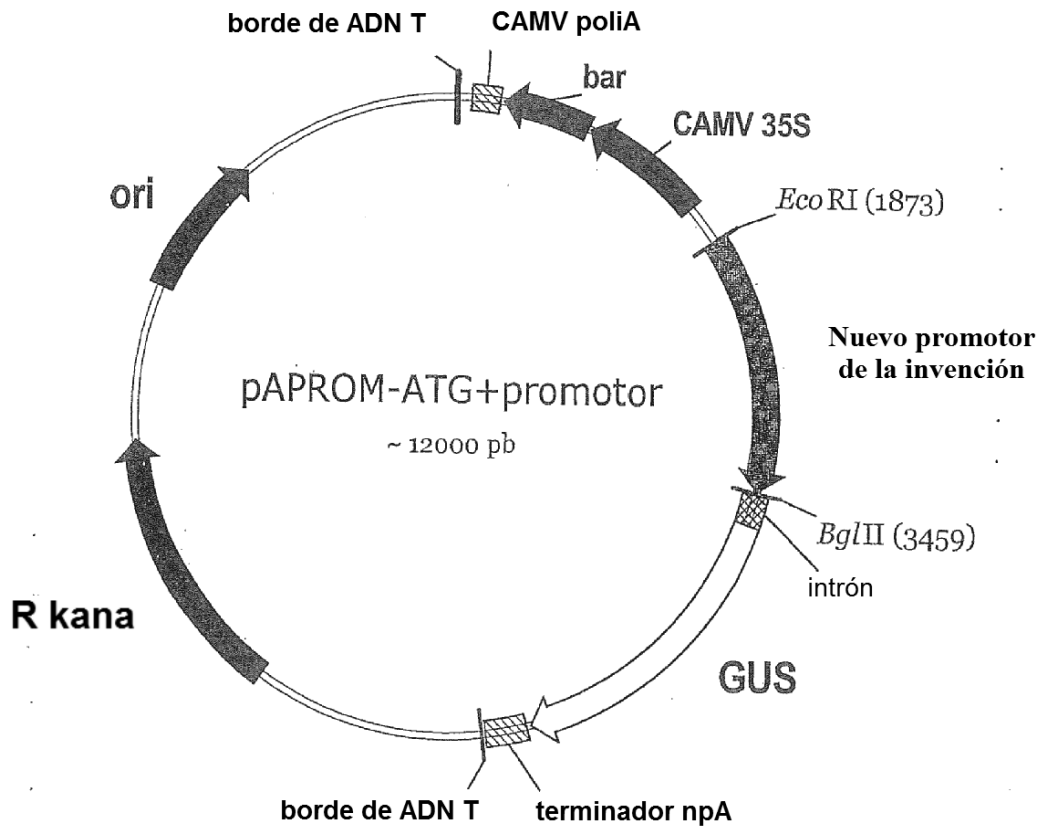 borde de ADN T
CAMV poliA
bar
CAMV 35S
ori
EcoRI (1873)
Nuevo promotor
de la invención
pAPROM-ATG+promotor
~ 12000 pb
BglII (3459)
intrón
R kana
GUS
borde de ADN T
terminador npA